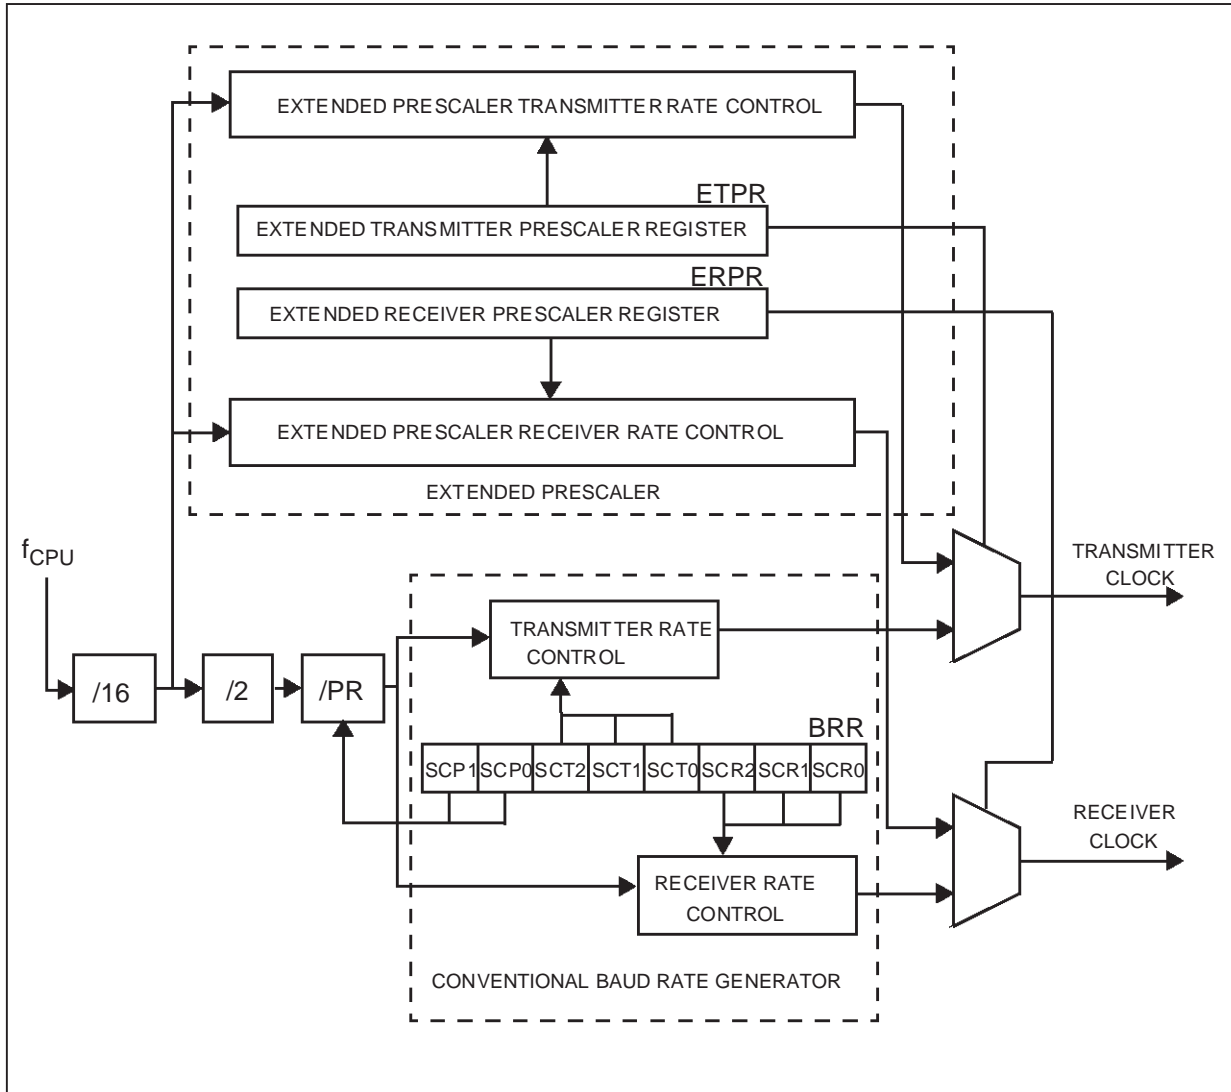 EXTENDED PRESCALER TRANSMITTER RATE CONTROL
ETPR
EXTENDED TRANSMITTER PRESCALER REGISTER
ERPR
EXTENDED RECEIVER PRESCALER REGISTER
EXTENDED PRESCALER RECEIVER RATE CONTROL
EXTENDED PRESCALER
fCPU
TRANSMITTER
CLOCK
TRANSMITTER RATE
CONTROL
/16
/2
/PR
BRR
SCP1 SCP0 SCT2 SCT1 SCT0 SCR2 SCR1 SCR0
RECEIVER
CLOCK
RECEIVER RATE
CONTROL
CONVENTIONAL BAUD RATE GENERATOR